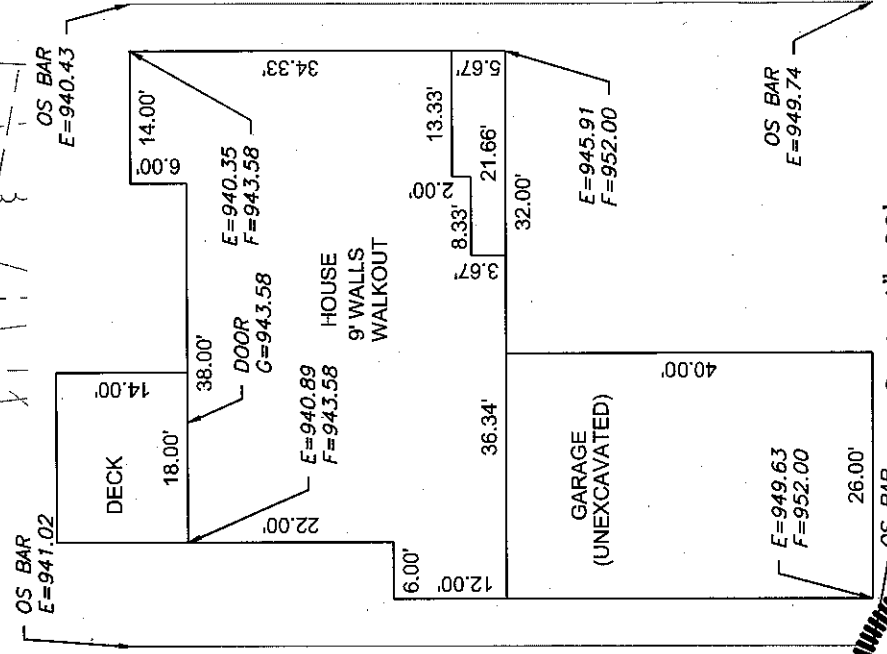 OS BAR
E=940.43
OS BAR
E=941.02
14.00'
6.00'
34.33'
E=940.35
F=943.58
DECK
14.00'
18.00'
38.00'
DOOR
G=943.58
E=940.89
F=943.58
22.00'
HOUSE
9' WALLS
WALKOUT
13.33'
2.00'
8.33'
21.66'
5.67'
3.67'
32.00'
36.34'
6.00'
12.00'
E=945.91
F=952.00
OS BAR
E=949.74
GARAGE
(UNEXCAVATED)
40.00'
E=949.63
F=952.00
26.00'
OS BAR